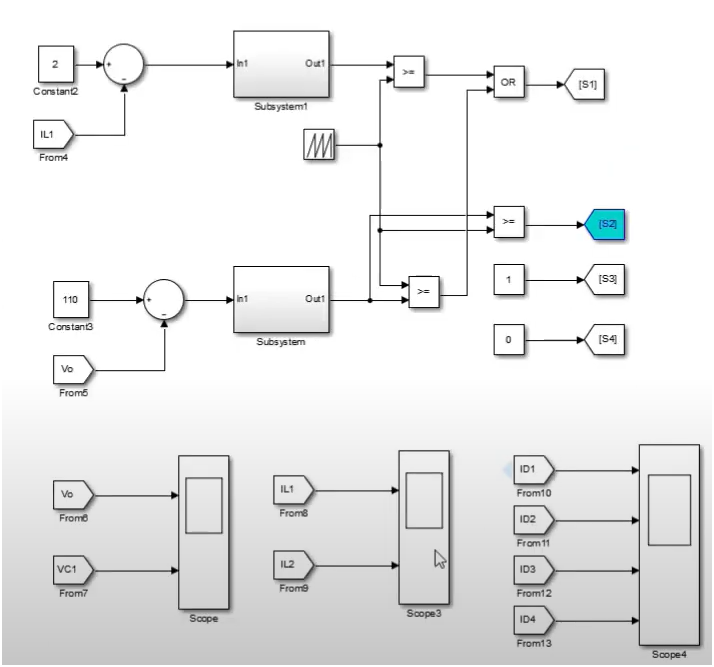 2
Constant2
IL1
From4
In1
Out1
Subsystem1
>=
OR
[S1]
>=
[S2]
110
Constant3
Vo
From5
In1
Out1
Subsystem
>=
1
[S3]
0
[S4]
Vo
From6
VC1
From7
Scope
IL1
From8
IL2
From9
Scope3
ID1
From10
ID2
From11
ID3
From12
ID4
From13
Scope4